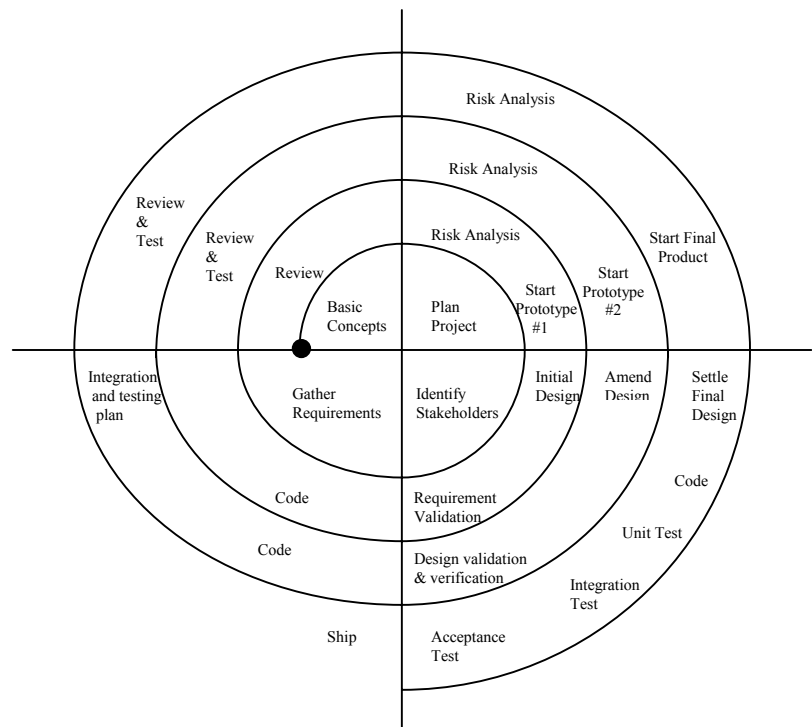 Risk Analysis
Risk Analysis
Review
&
Test
Review
&
Test
Risk Analysis
Start Final
Product
Review
Start
Prototype
#1
Start
Prototype
#2
Basic
Concepts
Plan
Project
Integration
and testing
plan
Gather
Requirements
Identify
Stakeholders
Initial
Design
Amend
Design
Settle
Final
Design
Code
Code
Requirement
Validation
Unit Test
Code
Design validation
& verification
Integration
Test
Ship
Acceptance
Test